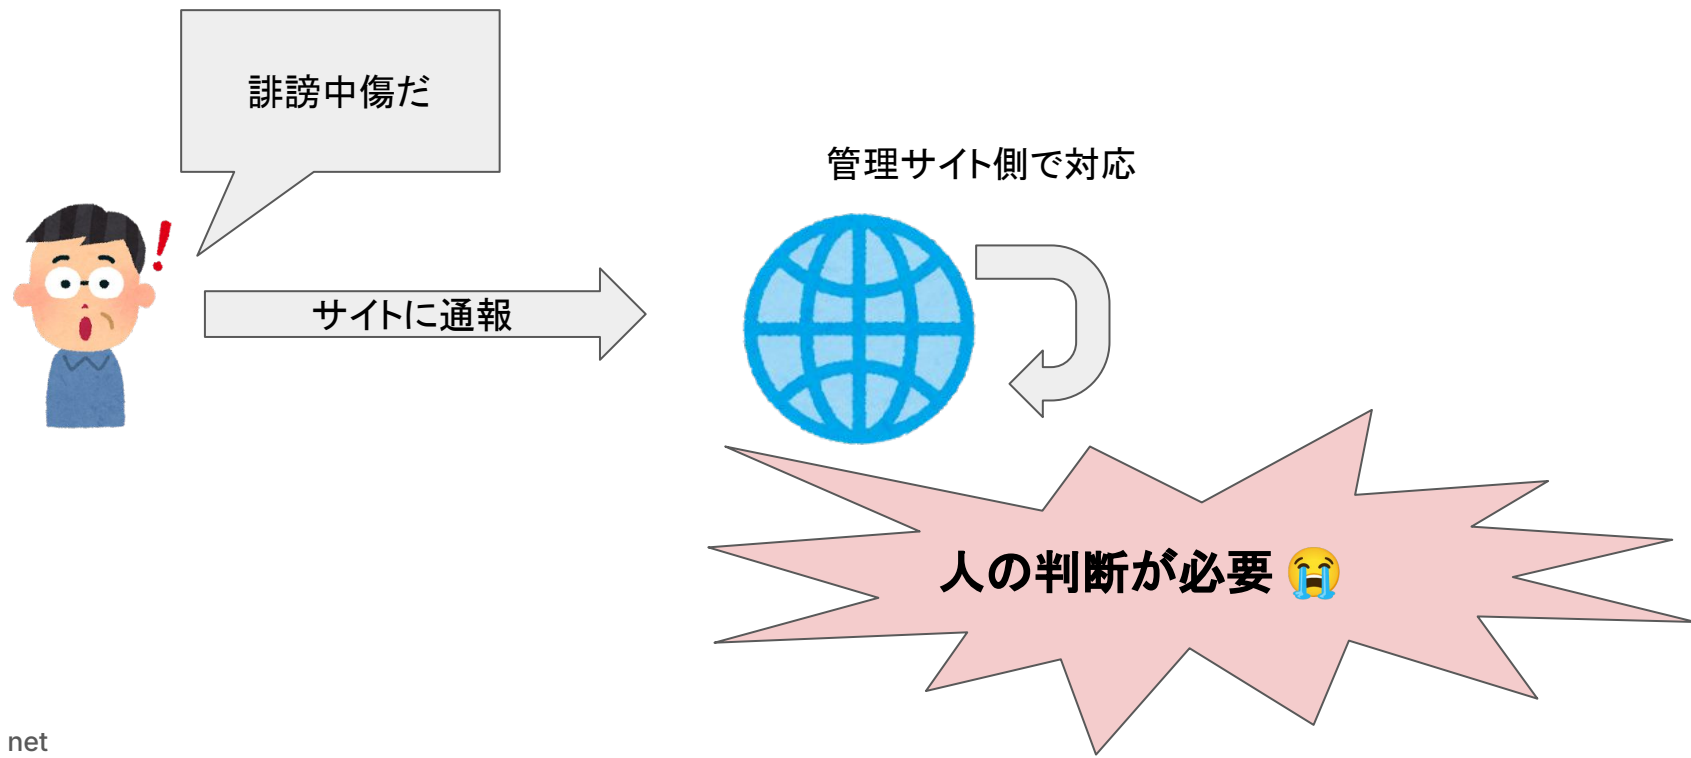 誹謗中傷だ
管理サイト側で対応
サイトに通報
人の判断が必要 😭
net